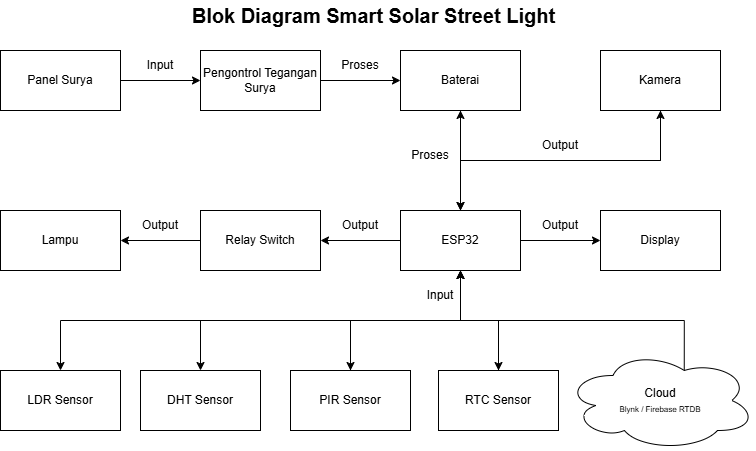 Blok Diagram Smart Solar Street Light
Panel Surya
Input
Pengontrol Tegangan
Surya
Proses
Baterai
Kamera
Proses
Output
Lampu
Output
Relay Switch
Output
ESP32
Output
Display
Input
LDR Sensor
DHT Sensor
PIR Sensor
RTC Sensor
Cloud
Blynk / Firebase RTDB